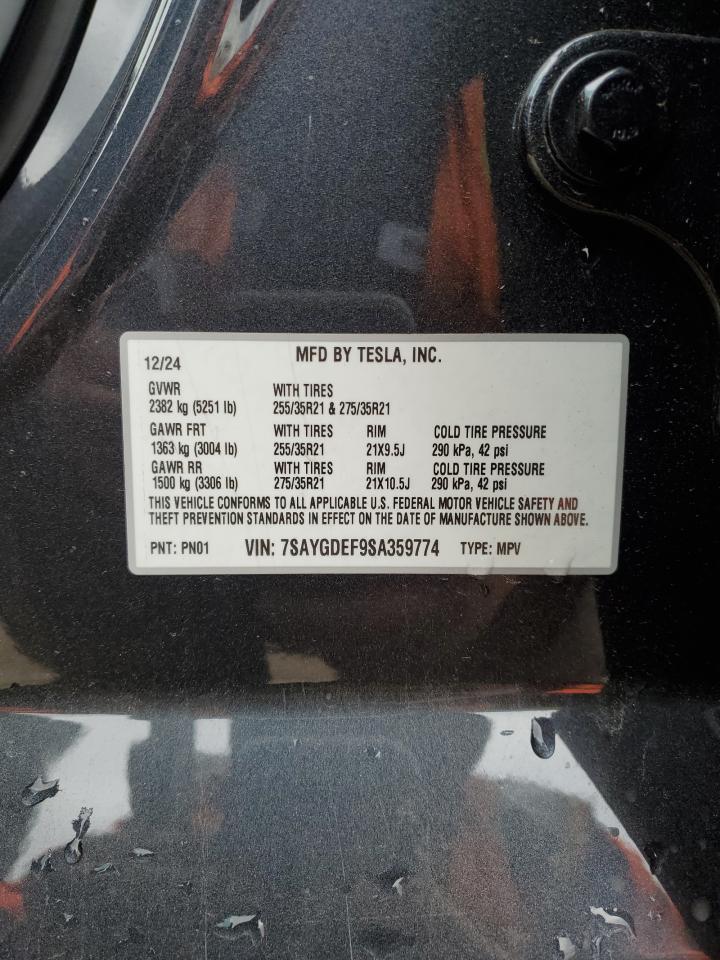 12/24 MFD BY TESLA, INC.
GVWR WITH TIRES
2382 kg (5251 lb) 255/35R21 & 275/35R21
GAWR FRT WITH TIRES RIM COLD TIRE PRESSURE
1363 kg (3004 lb) 255/35R21 21X9.5J 290 kPa, 42 psi
GAWR RR WITH TIRES RIM COLD TIRE PRESSURE
1500 kg (3306 lb) 275/35R21 21X10.5J 290 kPa, 42 psi
THIS VEHICLE CONFORMS TO ALL APPLICABLE U.S. FEDERAL MOTOR VEHICLE SAFETY AND
THEFT PREVENTION STANDARDS IN EFFECT ON THE DATE OF MANUFACTURE SHOWN ABOVE.
PNT: PN01 VIN: 7SAYGDEF9SA359774 TYPE: MPV